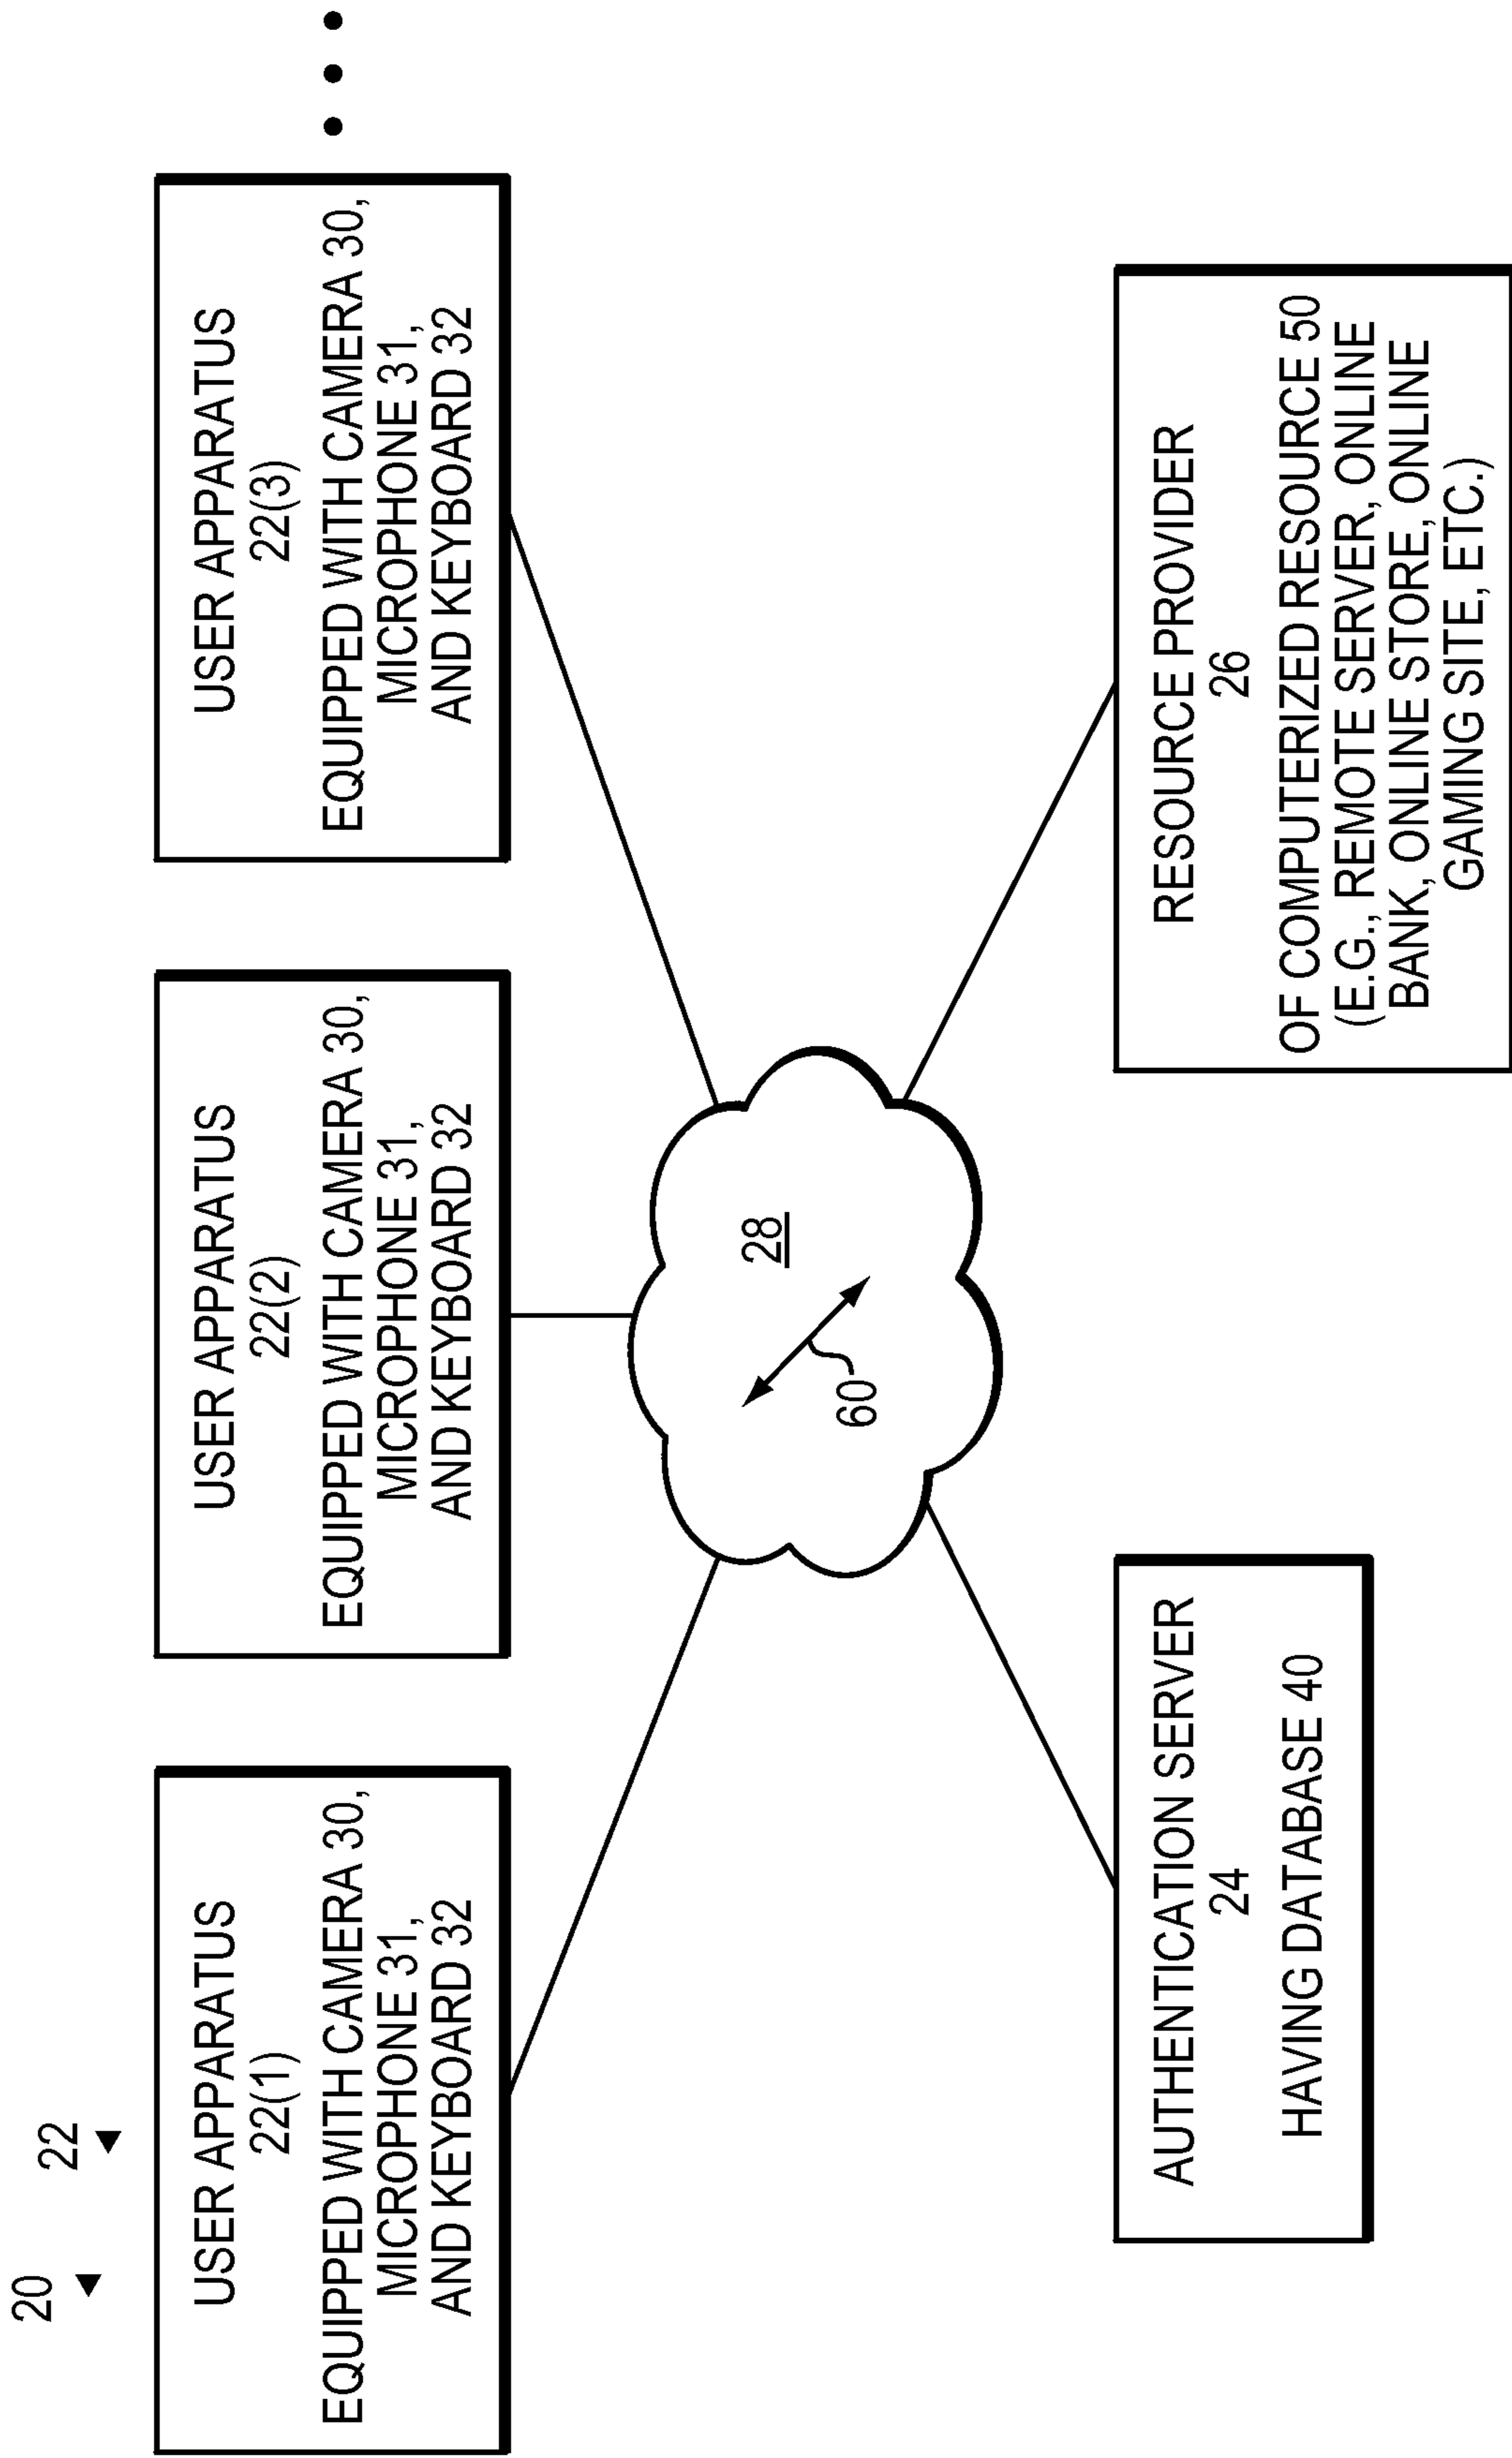 20
22
USER APPARATUS
22(1)
EQUIPPED WITH CAMERA 30,
MICROPHONE 31,
AND KEYBOARD 32
USER APPARATUS
22(2)
EQUIPPED WITH CAMERA 30,
MICROPHONE 31,
AND KEYBOARD 32
USER APPARATUS
22(3)
EQUIPPED WITH CAMERA 30,
MICROPHONE 31,
AND KEYBOARD 32
28
60
AUTHENTICATION SERVER
24
HAVING DATABASE 40
RESOURCE PROVIDER
26
OF COMPUTERIZED RESOURCE 50
(E.G., REMOTE SERVER, ONLINE
BANK, ONLINE STORE, ONLINE
GAMING SITE, ETC.)